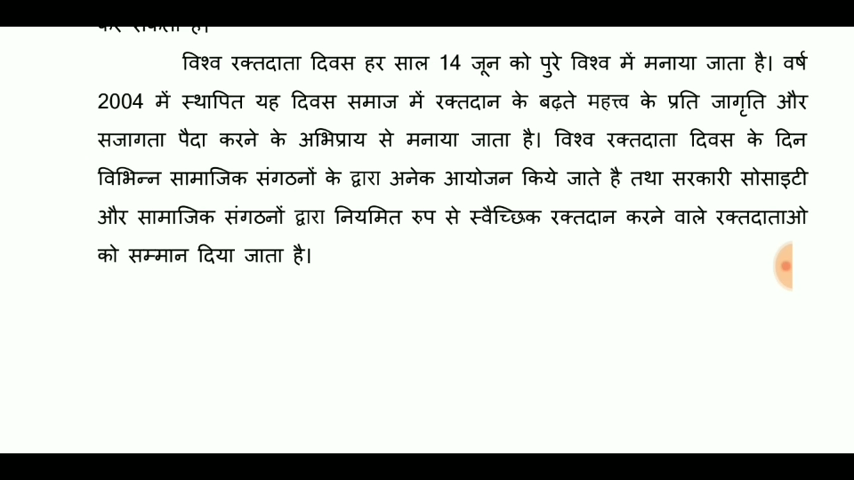 विश्व रक्तदाता दिवस हर साल 14 जून को पुरे विश्व में मनाया जाता है। वर्ष
2004 में स्थापित यह दिवस समाज में रक्तदान के बढ़ते महत्त्व के प्रति जागृति और
सजागता पैदा करने के अभिप्राय से मनाया जाता है। विश्व रक्तदाता दिवस के दिन
विभिन्न सामाजिक संगठनों के द्वारा अनेक आयोजन किये जाते है तथा सरकारी सोसाइटी
और सामाजिक संगठनों द्वारा नियमित रुप से स्वैच्छिक रक्तदान करने वाले रक्तदाताओ
को सम्मान दिया जाता है।